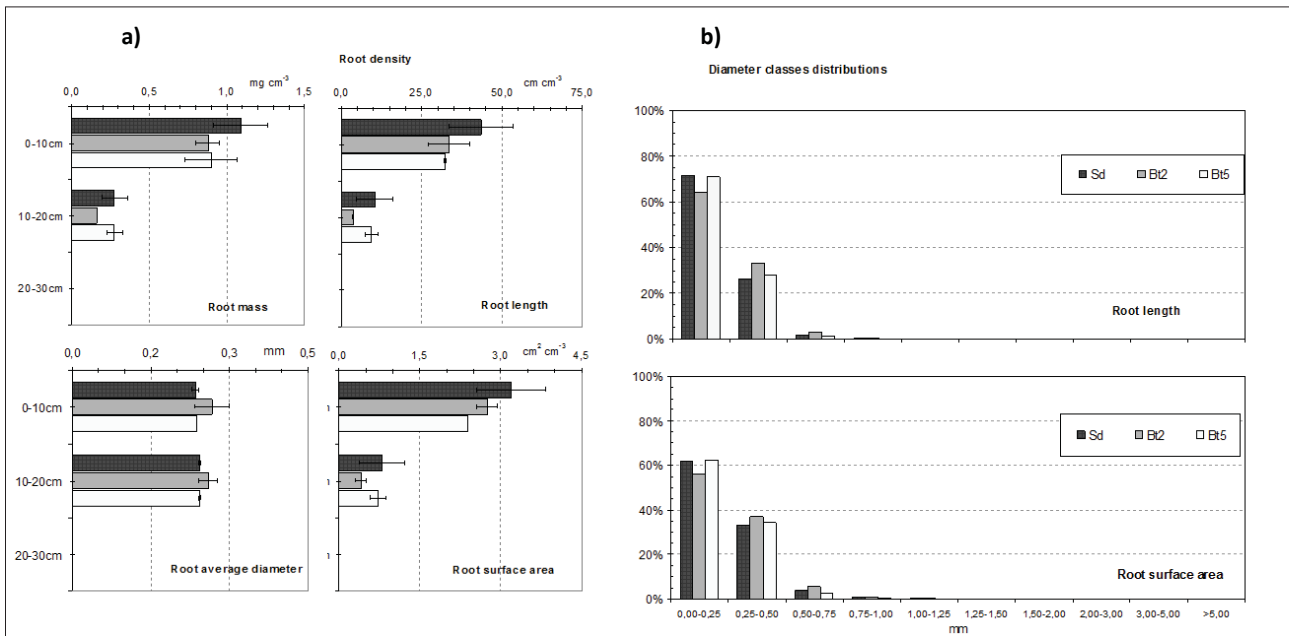 a)
Root density
mg cm⁻³
0,0 0,5 1,0 1,5
0-10cm
10-20cm
20-30cm
Root mass
cm cm⁻³
0,0 25,0 50,0 75,0
Root length
0,0 0,2 0,3 mm 0,5
0-10cm
10-20cm
20-30cm
Root average diameter
cm² cm⁻³
0,0 1,5 3,0 4,5
Root surface area
b)
Diameter classes distributions
100%
80%
60%
40%
20%
0%
Sd Bt2 Bt5
Root length
100%
80%
60%
40%
20%
0%
Sd Bt2 Bt5
Root surface area
0,00-0,25 0,25-0,50 0,50-0,75 0,75-1,00 1,00-1,25 1,25-1,50 1,50-2,00 2,00-3,00 3,00-5,00 >5,00
mm